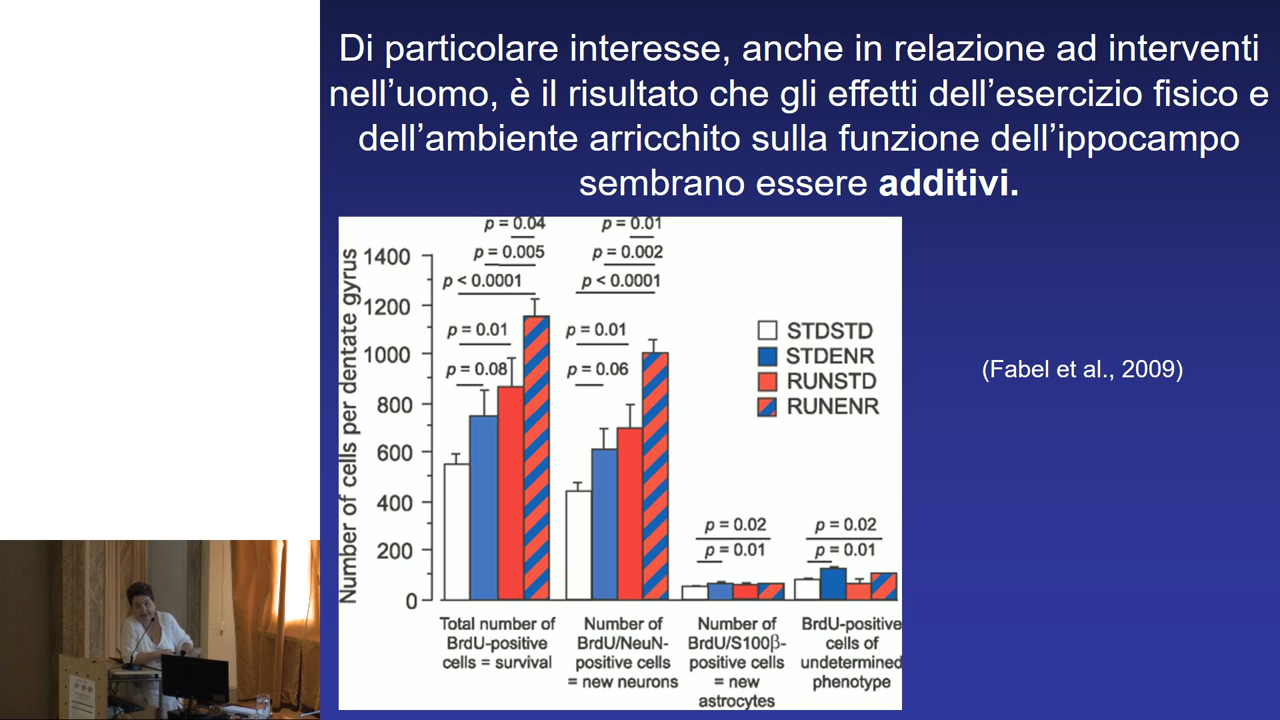 Di particolare interesse, anche in relazione ad interventi
nell'uomo, è il risultato che gli effetti dell'esercizio fisico e
dell'ambiente arricchito sulla funzione dell'ippocampo
sembrano essere additivi.
p = 0.04
p = 0.005
p < 0.0001
p = 0.01
p = 0.08
p = 0.01
p = 0.002
p < 0.0001
p = 0.01
p = 0.06
p = 0.02
p = 0.01
p = 0.02
p = 0.01
Number of cells per dentate gyrus
1400
1200
1000
800
600
400
200
0
STDSTD
STDENR
RUNSTD
RUNENR
Total number of
BrdU-positive
cells = survival
Number of
BrdU/NeuN-
positive cells
= new neurons
Number of
BrdU/S100β-
positive cells
= new
astrocytes
BrdU-positive
cells of
undetermined
phenotype
(Fabel et al., 2009)